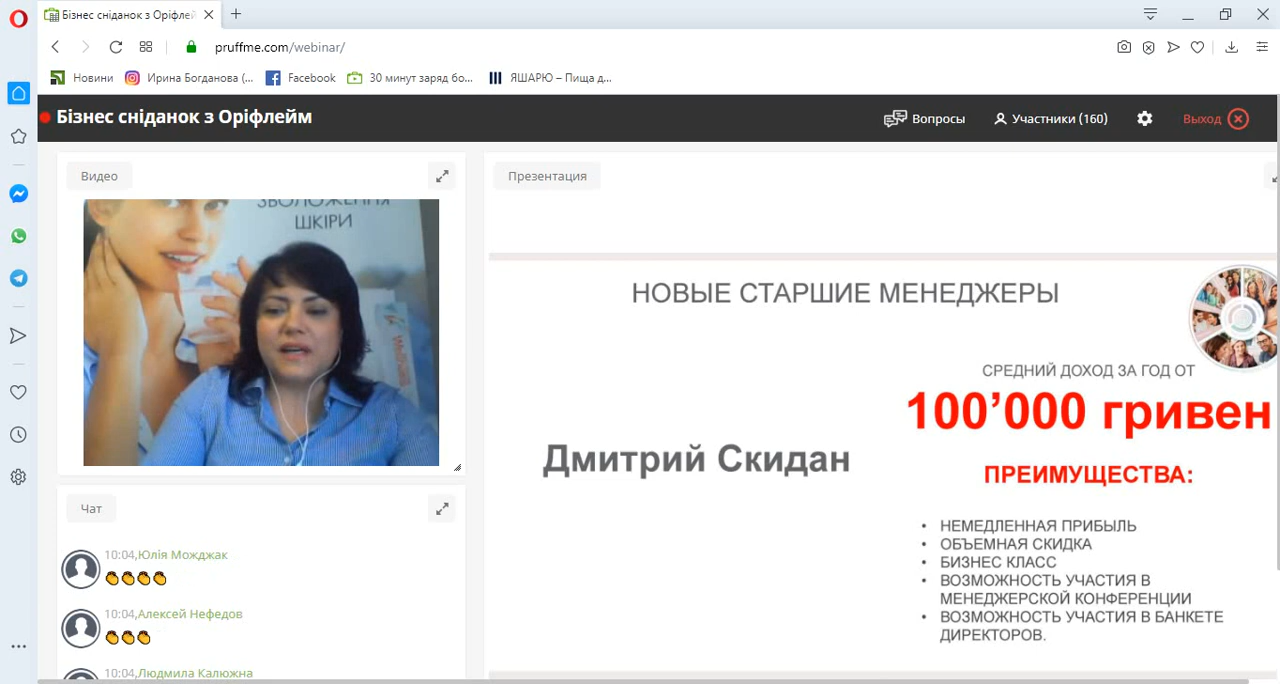 Бізнес сніданок з Оріфлей
pruffme.com/webinar/
Новини
Ирина Богданова (...
Facebook
30 минут заряд бо...
ЯШАРЮ – Пища д...
Бізнес сніданок з Оріфлейм
Вопросы
Участники (160)
Выход
Видео
ЗВОЛОЖЕННЯ
ШКІРИ
Чат
10:04,Юлія Можджак
10:04,Алексей Нефедов
10:04,Людмила Калюжна
Презентация
НОВЫЕ СТАРШИЕ МЕНЕДЖЕРЫ
Дмитрий Скидан
СРЕДНИЙ ДОХОД ЗА ГОД ОТ
100’000 гривен
ПРЕИМУЩЕСТВА:
• НЕМЕДЛЕННАЯ ПРИБЫЛЬ
• ОБЪЕМНАЯ СКИДКА
• БИЗНЕС КЛАСС
• ВОЗМОЖНОСТЬ УЧАСТИЯ В
МЕНЕДЖЕРСКОЙ КОНФЕРЕНЦИИ
• ВОЗМОЖНОСТЬ УЧАСТИЯ В БАНКЕТЕ
ДИРЕКТОРОВ.